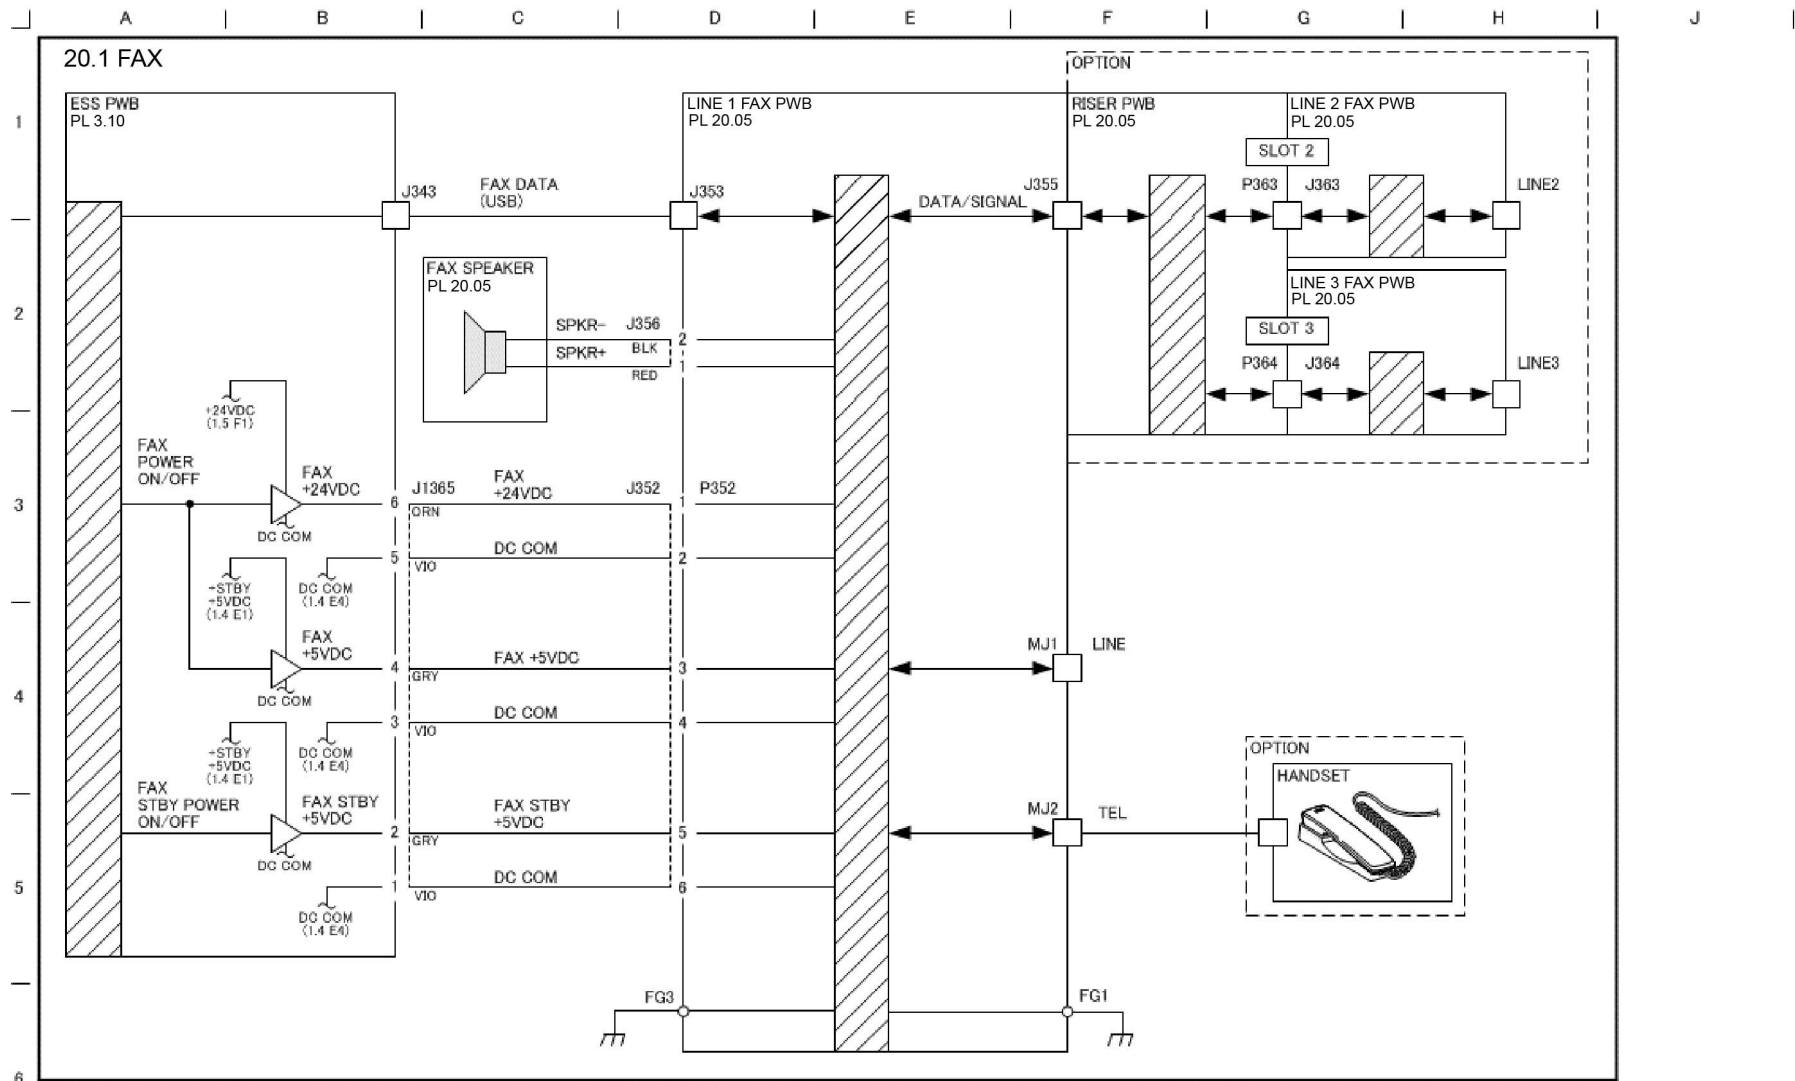 A B C D E F G H J
20.1 FAX
OPTION
ESS PWB
PL 3.10
LINE 1 FAX PWB
PL 20.05
RISER PWB
PL 20.05
LINE 2 FAX PWB
PL 20.05
1
SLOT 2
J343
FAX DATA
(USB)
J353
DATA/SIGNAL
J355
P363
J363
LINE2
FAX SPEAKER
PL 20.05
LINE 3 FAX PWB
PL 20.05
2
SPKR-
J356
2
BLK
SPKR+
1
RED
SLOT 3
P364
J364
LINE3
+24VDC
(1.5 F1)
FAX
POWER
ON/OFF
FAX
+24VDC
6
J1365
ORN
FAX
+24VDC
J352
1
P352
3
DC COM
5
VIO
DC COM
2
+STBY
+5VDC
(1.4 E1)
DC COM
(1.4 E4)
FAX
+5VDC
4
GRY
FAX +5VDC
3
MJ1
LINE
4
DC COM
3
VIO
DC COM
4
+STBY
+5VDC
(1.4 E1)
DC COM
(1.4 E4)
OPTION
HANDSET
FAX
STBY POWER
ON/OFF
FAX STBY
+5VDC
2
GRY
FAX STBY
+5VDC
5
MJ2
TEL
DC COM
5
1
VIO
DC COM
6
DC COM
(1.4 E4)
FG3
FG1
6